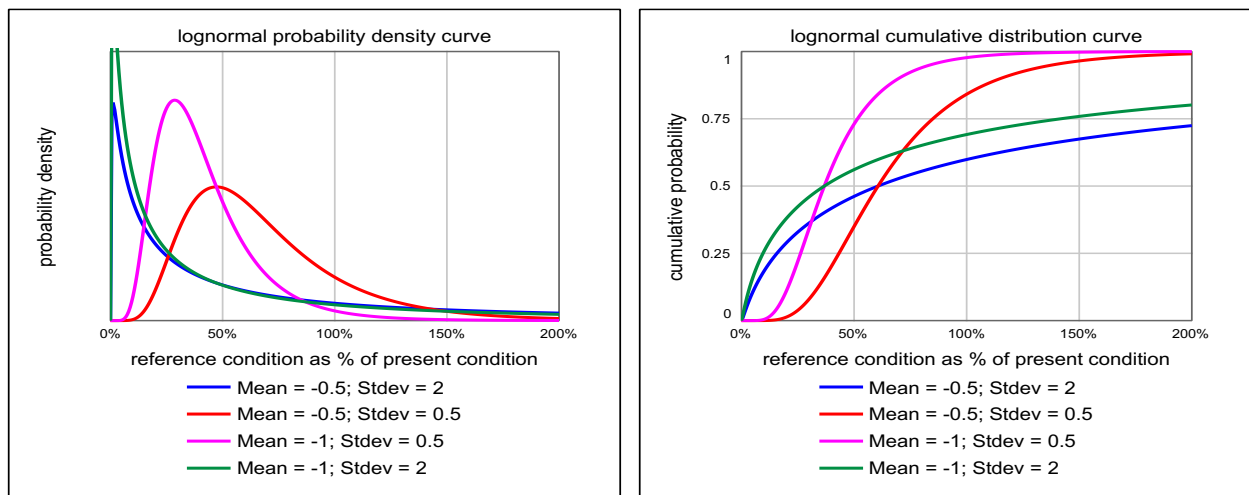 lognormal probability density curve
probability density
0% 50% 100% 150% 200%
reference condition as % of present condition
Mean = -0.5; Stdev = 2
Mean = -0.5; Stdev = 0.5
Mean = -1; Stdev = 0.5
Mean = -1; Stdev = 2
lognormal cumulative distribution curve
cumulative probability
1
0.75
0.5
0.25
0
0% 50% 100% 150% 200%
reference condition as % of present condition
Mean = -0.5; Stdev = 2
Mean = -0.5; Stdev = 0.5
Mean = -1; Stdev = 0.5
Mean = -1; Stdev = 2